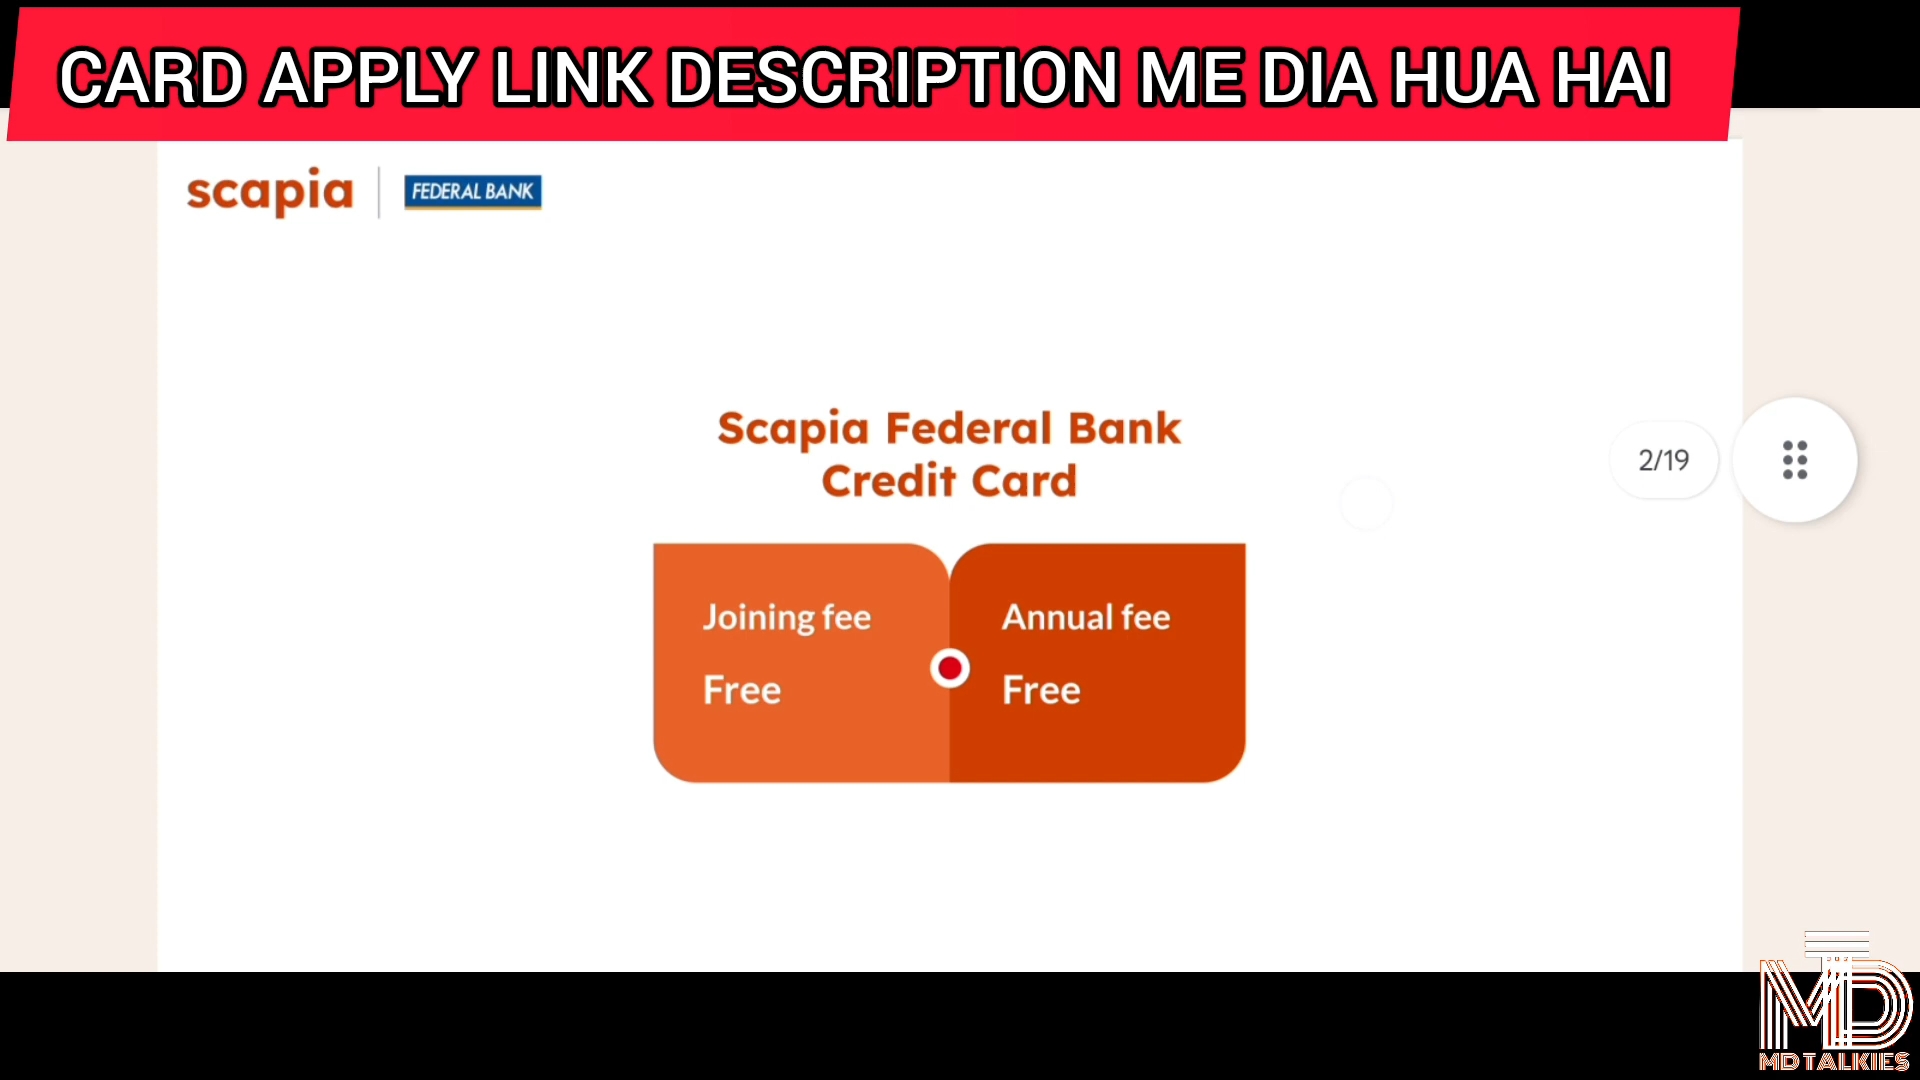 CARD APPLY LINK DESCRIPTION ME DIA HUA HAI
scapia
FEDERAL BANK
Scapia Federal Bank
Credit Card
2/19
Joining fee
Free
Annual fee
Free
MD TALKIES